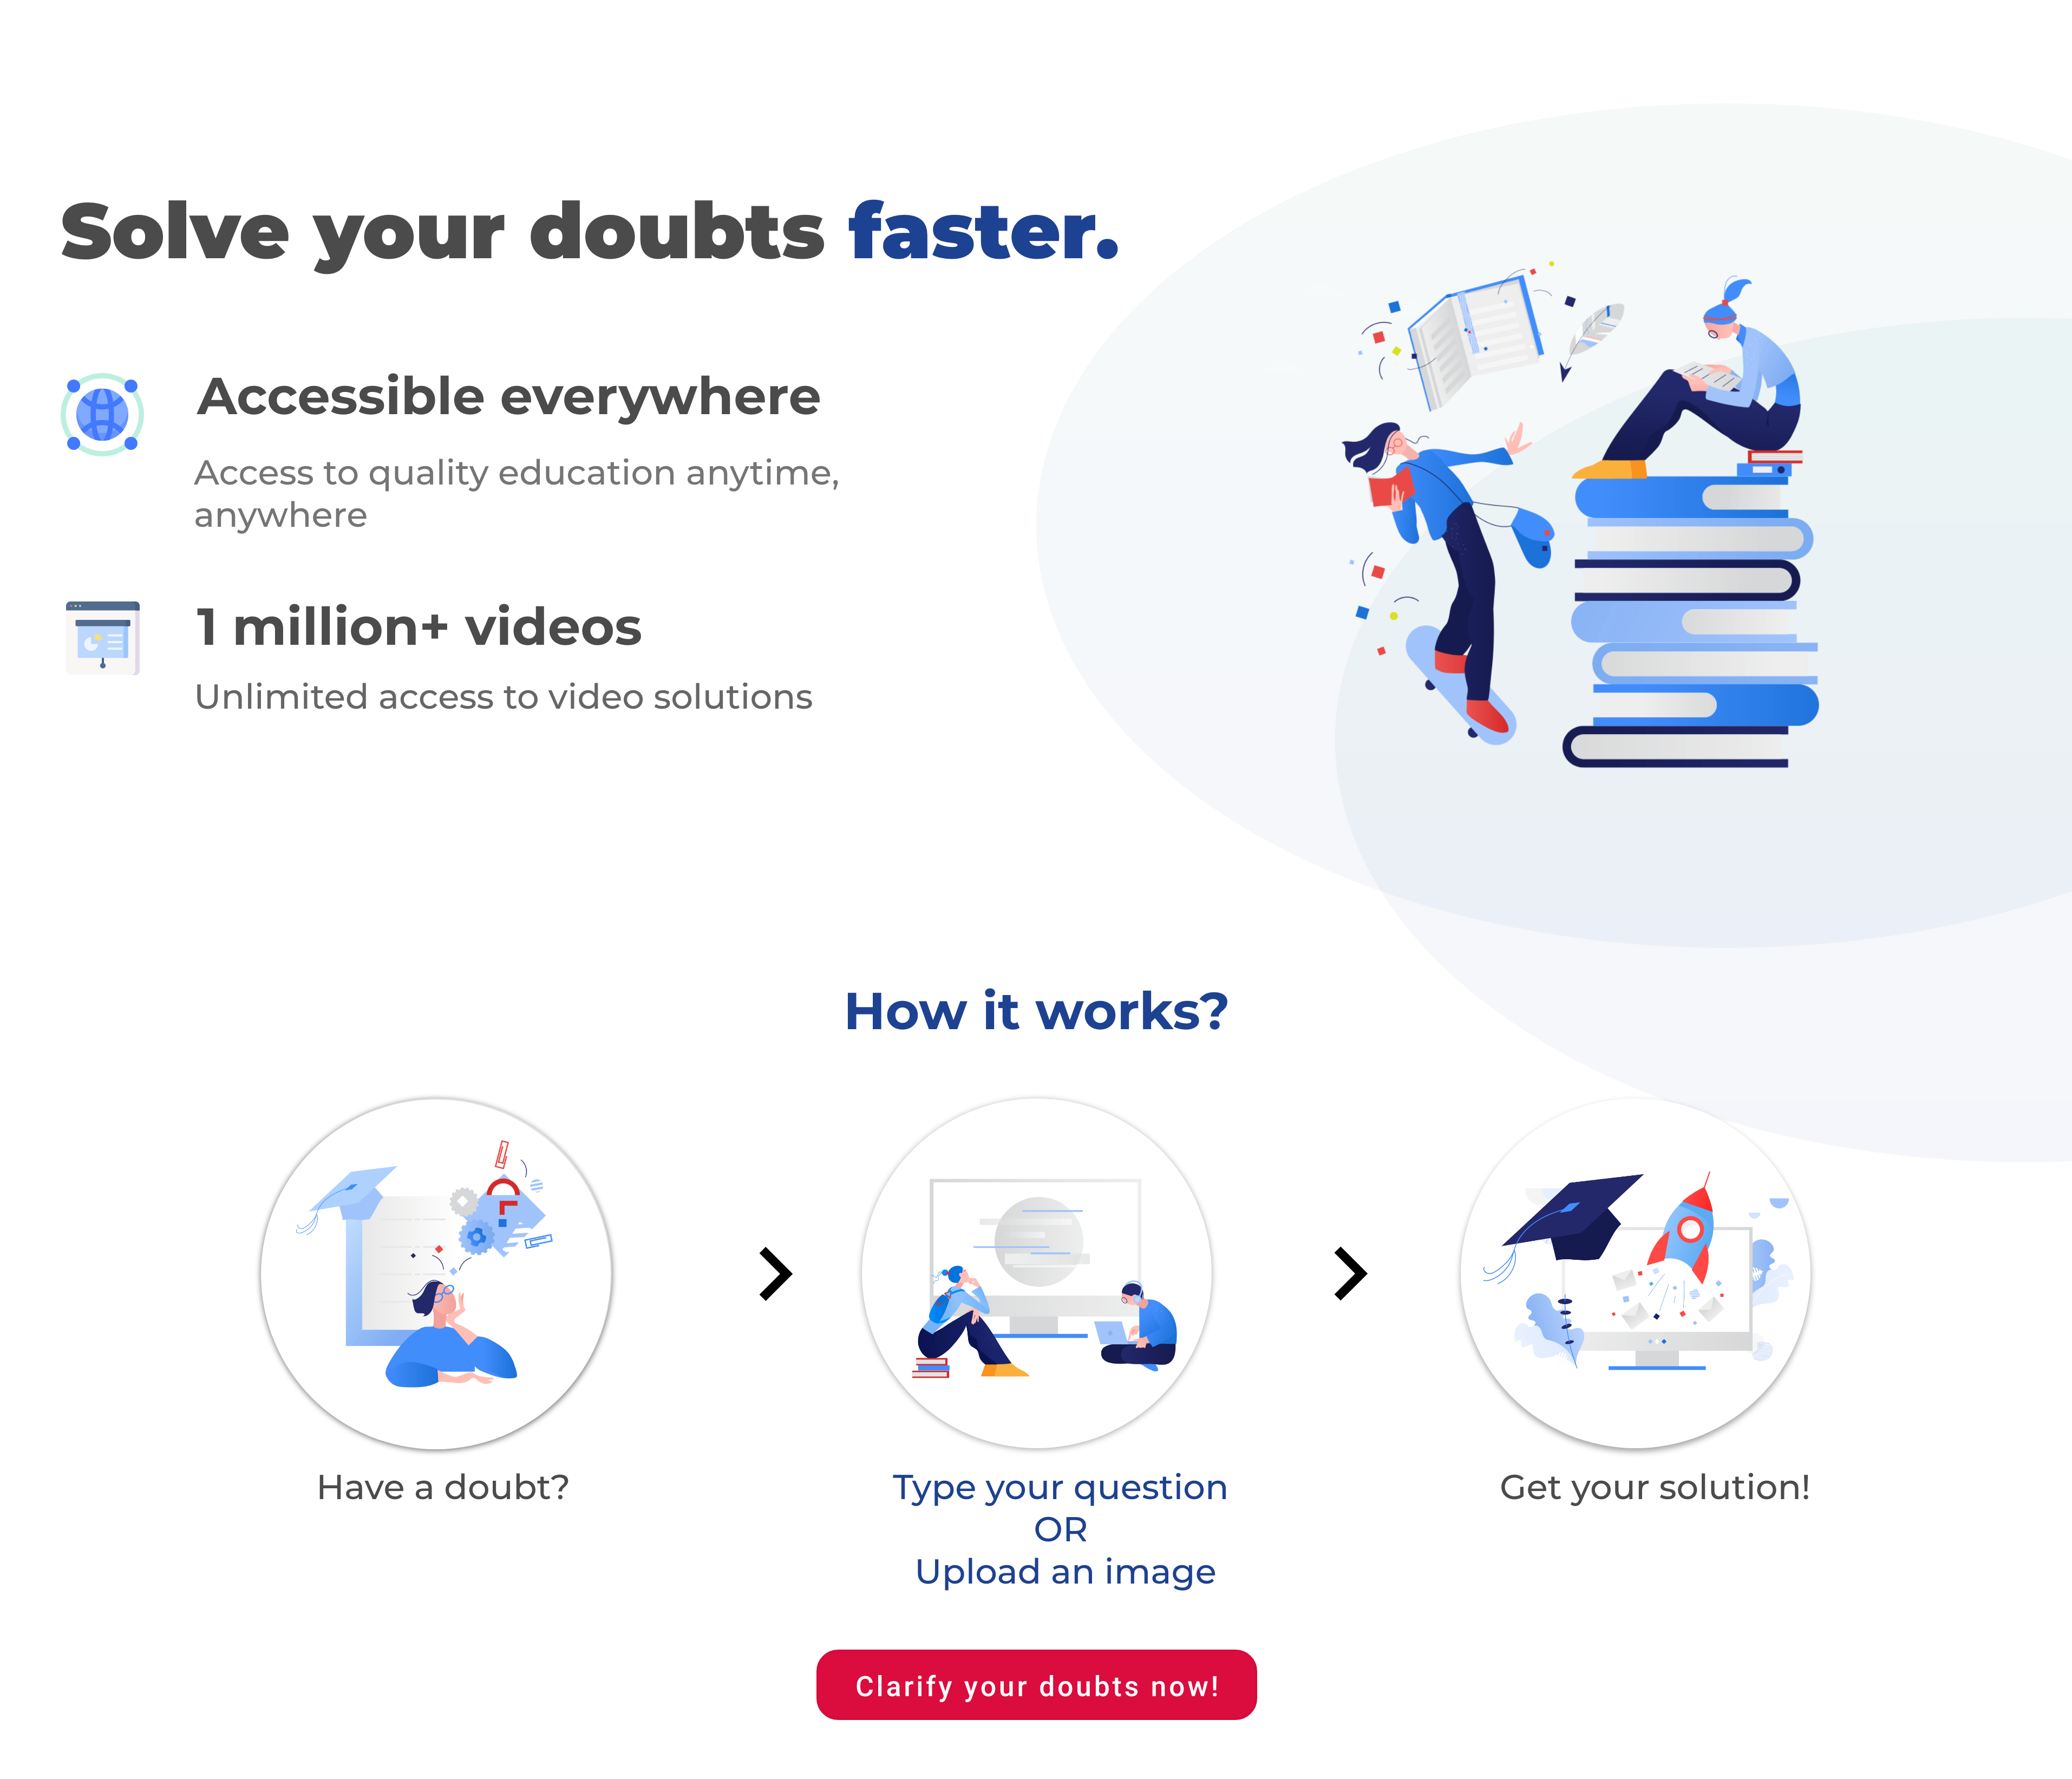 Solve your doubts faster.
Accessible everywhere
Access to quality education anytime,
anywhere
1 million+ videos
Unlimited access to video solutions
How it works?
Have a doubt?
Type your question
OR
Upload an image
Get your solution!
Clarify your doubts now!